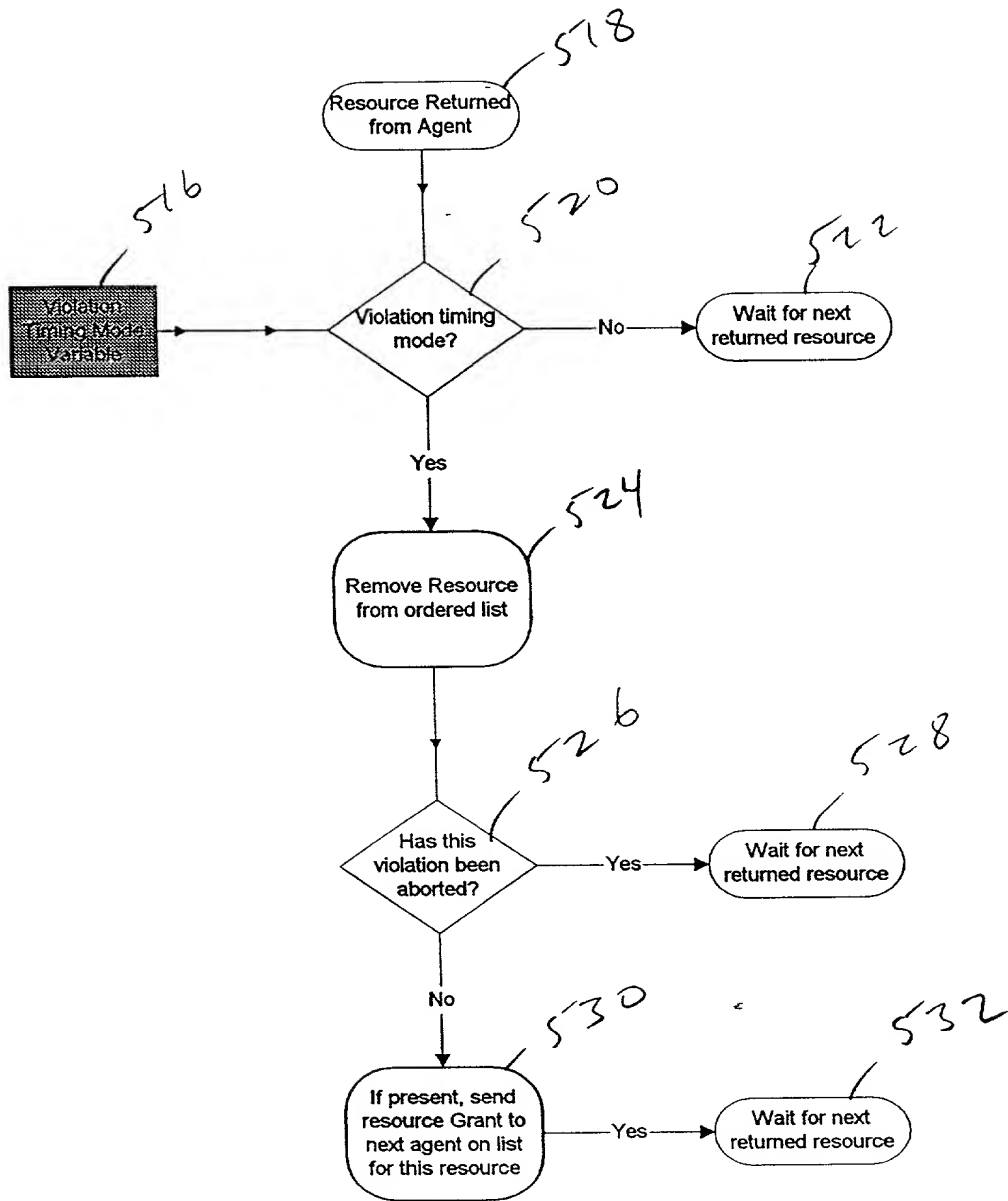 518
Resource Returned
from Agent
516
520
522
Violation
Timing Mode
Variable
Violation timing
mode?
No
Wait for next
returned resource
Yes
524
Remove Resource
from ordered list
526
528
Has this
violation been
aborted?
Yes
Wait for next
returned resource
No
530
532
If present, send
resource Grant to
next agent on list
for this resource
Yes
Wait for next
returned resource